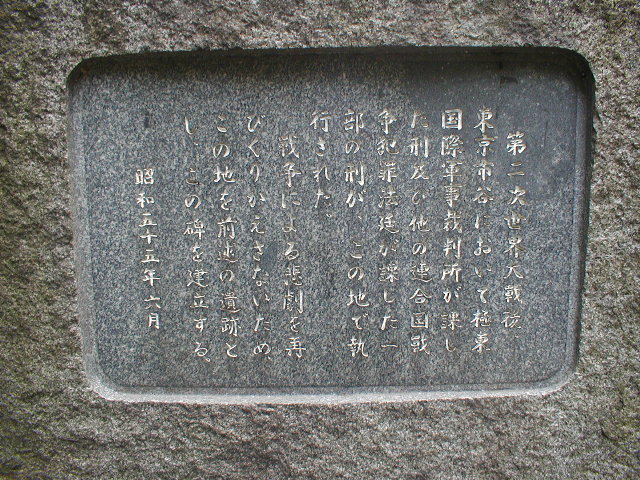 第二次世界大戦後、
東京市谷において極東
国際軍事裁判所が課し
た刑及び他の連合国戦
争犯罪法廷が課した一
部の刑が、この地で執
行された。
戦争による悲劇を再
びくりかえさないため
この地を前述の遺跡と
し、この碑を建立する。
昭和五十五年六月